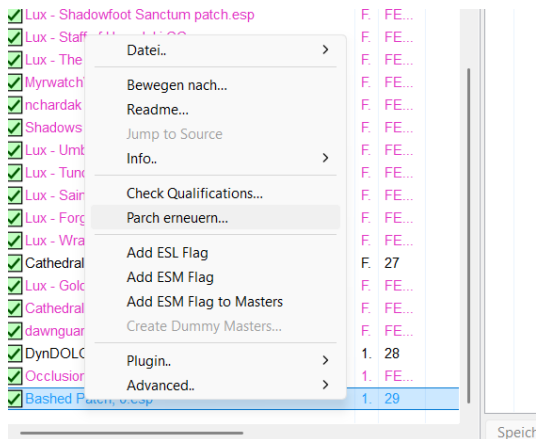 Lux - Shadowfoot Sanctum patch.esp F. FE...
Lux - Staff F. FE...
Datei..
Lux - The F. FE...
Bewegen nach...
Myrwatch F. FE...
Readme...
nchardak F. FE...
Jump to Source
Shadows F. FE...
Info..
Lux - Umb F. FE...
Lux - Tund F. FE...
Check Qualifications...
Lux - Sain F. FE...
Parch erneuern...
Lux - Forg F. FE...
Lux - Wra F. FE...
Add ESL Flag
Cathedral F. 27
Add ESM Flag
Lux - Gold F. FE...
Add ESM Flag to Masters
Cathedral F. FE...
Create Dummy Masters...
dawnguar F. FE...
DynDOLO 1. 28
Plugin..
Occlusion 1. FE...
Advanced..
Bashed Patch, 0.esp 1. 29
Speich